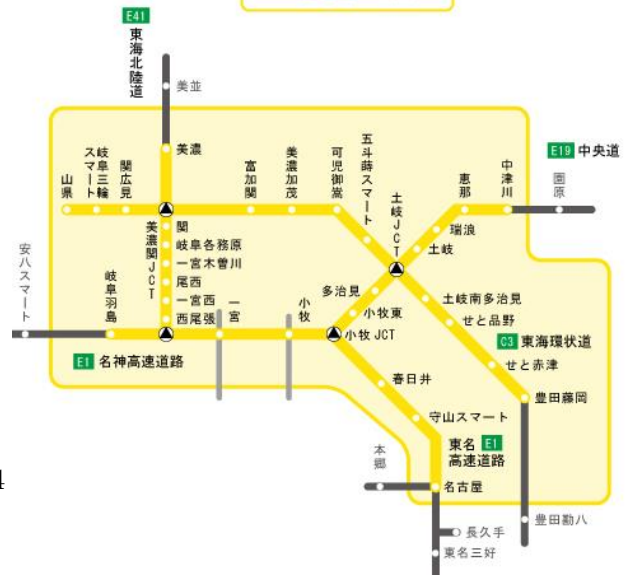 E41
東海北陸道
美並
美濃
E19 中央道
山県
岐阜三輪
スマート
関広見
富加関
美濃加茂
可児御嵩
五斗蒔スマート
土岐JCT
恵那
中津川
園原
瑞浪
土岐
美濃関JCT
関
岐阜各務原
一宮木曽川
尾西
一宮西
西尾張
安八スマート
岐阜羽島
一宮
小牧
多治見
小牧東
小牧 JCT
土岐南多治見
せと品野
C3 東海環状道
せと赤津
E1 名神高速道路
春日井
守山スマート
豊田藤岡
本郷
東名 E1
高速道路
名古屋
豊田勘八
長久手
東名三好